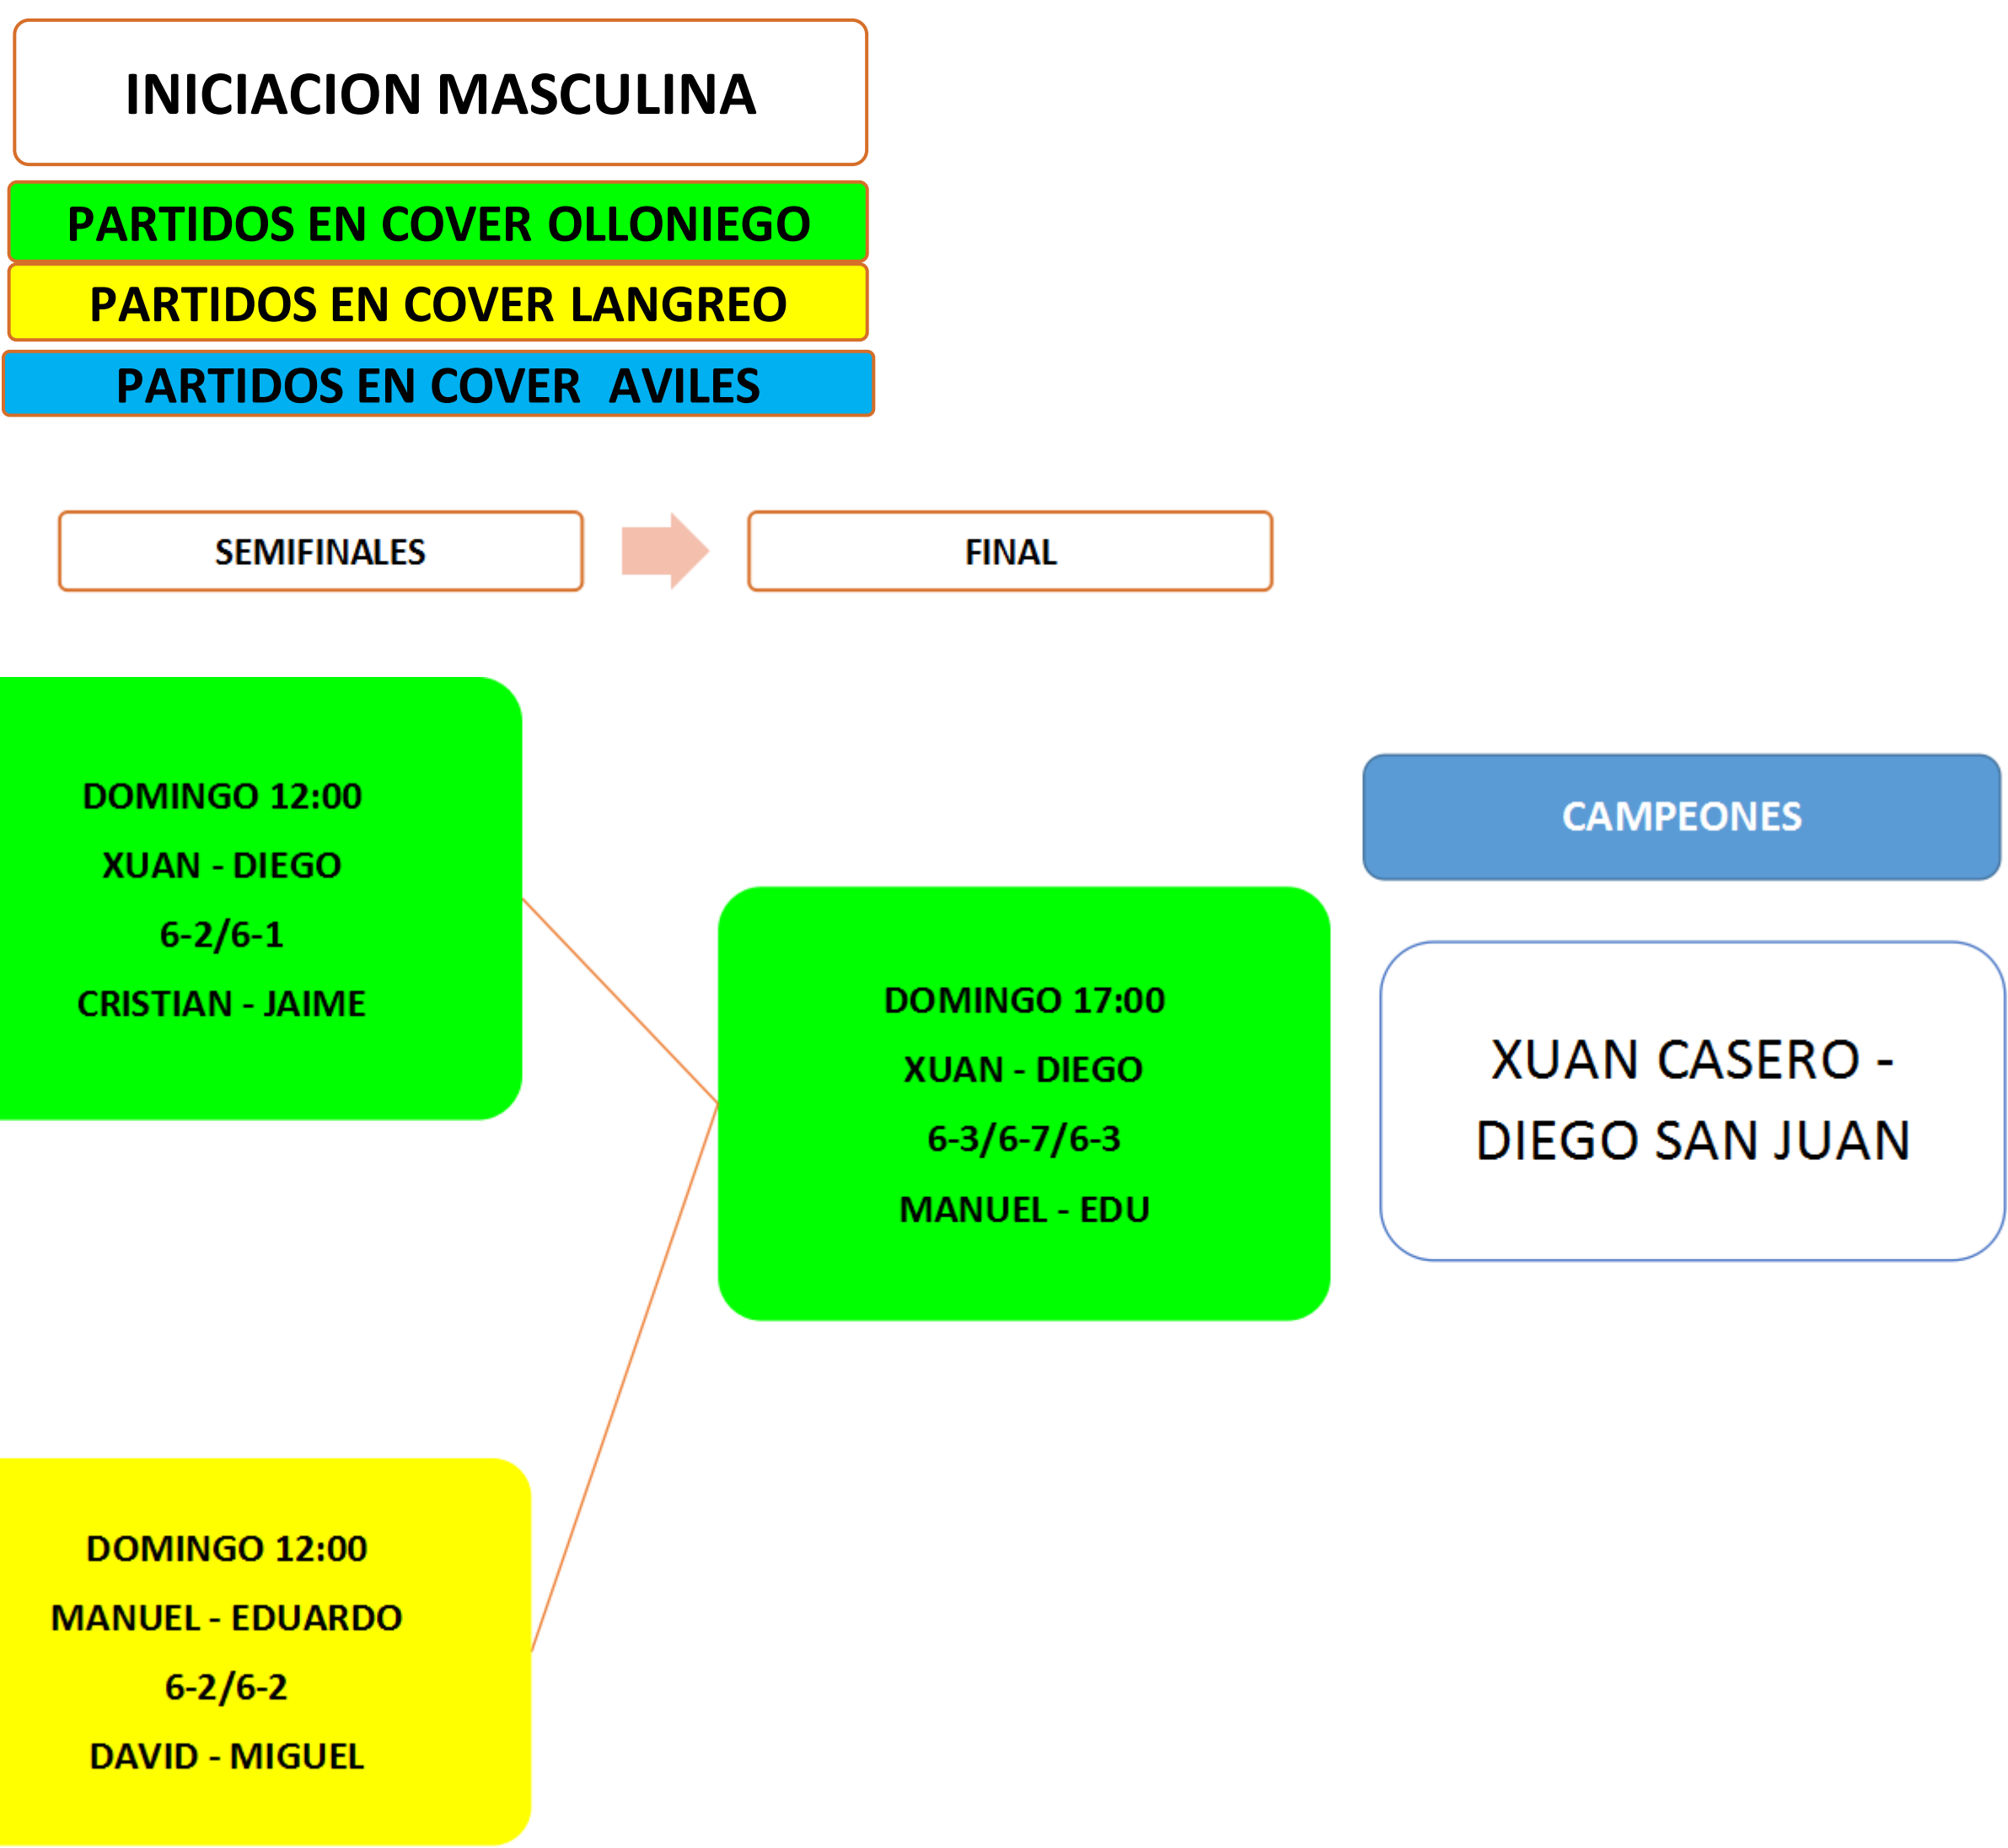 INICIACION MASCULINA
PARTIDOS EN COVER OLLONIEGO
PARTIDOS EN COVER LANGREO
PARTIDOS EN COVER AVILES
SEMIFINALES
FINAL
DOMINGO 12:00
XUAN - DIEGO
6-2/6-1
CRISTIAN - JAIME
DOMINGO 17:00
XUAN - DIEGO
6-3/6-7/6-3
MANUEL - EDU
CAMPEONES
XUAN CASERO -
DIEGO SAN JUAN
DOMINGO 12:00
MANUEL - EDUARDO
6-2/6-2
DAVID - MIGUEL